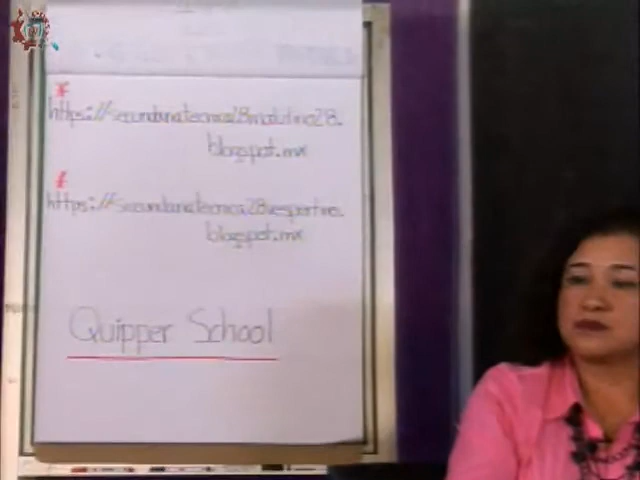 * https://secundariatecnica28matutino28.
blogspot.mx
* https://secundariatecnica28vespertino.
blogspot.mx
Quipper School